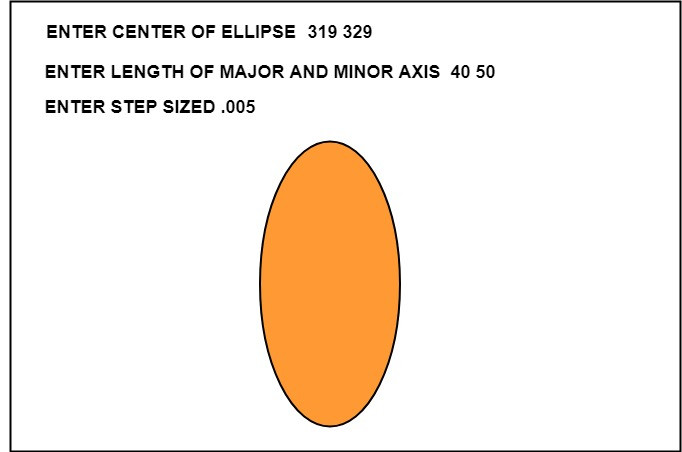 ENTER CENTER OF ELLIPSE 319 329
ENTER LENGTH OF MAJOR AND MINOR AXIS 40 50
ENTER STEP SIZED .005